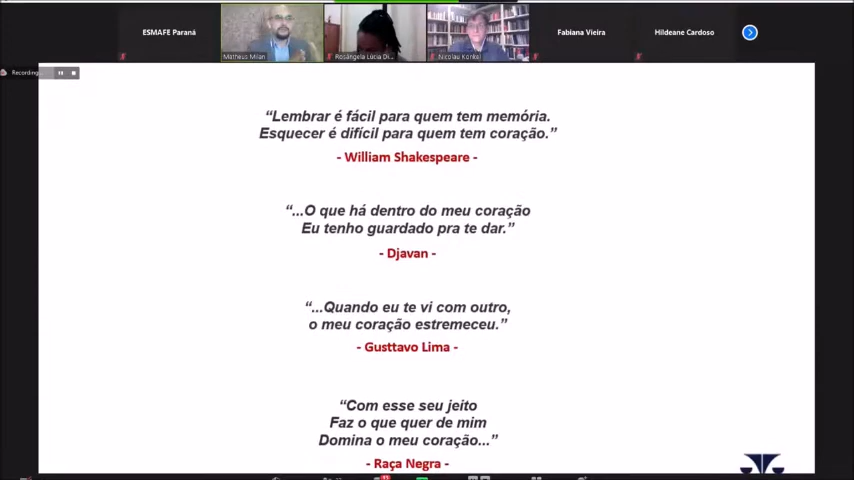 ESMAFE Paraná
Matheus Milan
Rosângela Lúcia Di...
Nicolau Konkel
Fabiana Vieira
Hildeane Cardoso
Recording...
“Lembrar é fácil para quem tem memória.
Esquecer é difícil para quem tem coração.”
- William Shakespeare -
“...O que há dentro do meu coração
Eu tenho guardado pra te dar.”
- Djavan -
“...Quando eu te vi com outro,
o meu coração estremeceu.”
- Gusttavo Lima -
“Com esse seu jeito
Faz o que quer de mim
Domina o meu coração...”
- Raça Negra -